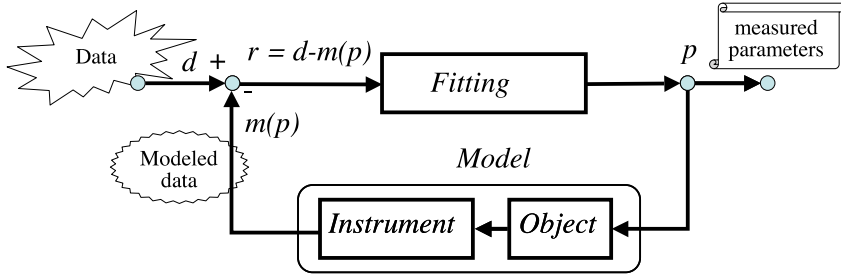 Data
d
+
r = d-m(p)
-
Fitting
p
measured
parameters
m(p)
Modeled
data
Model
Instrument
Object